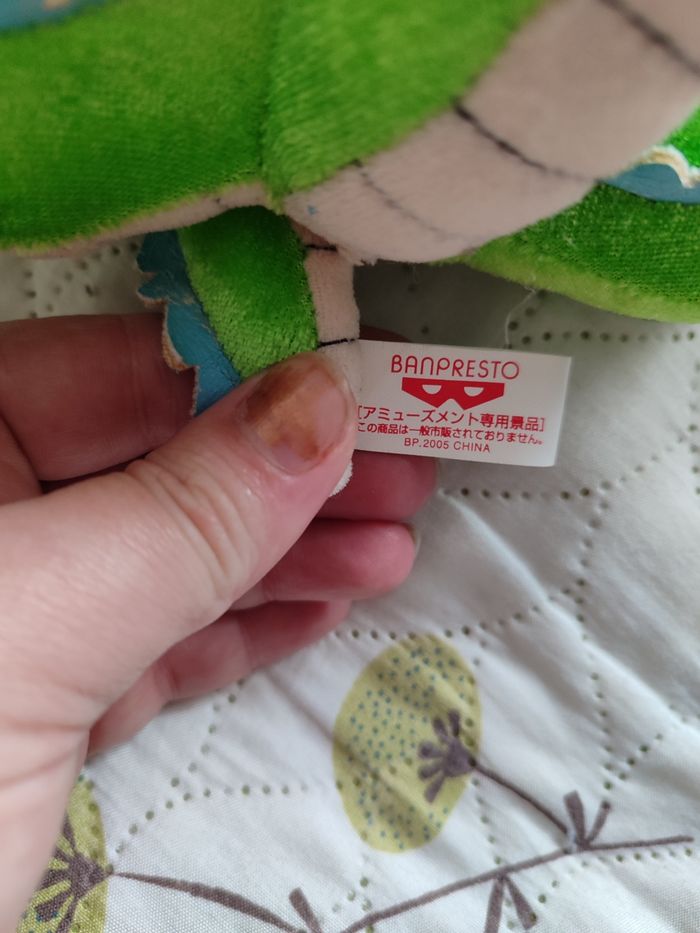 BANPRESTO
[アミューズメント専用景品]
この商品は一般市販されておりません。
BP.2005 CHINA